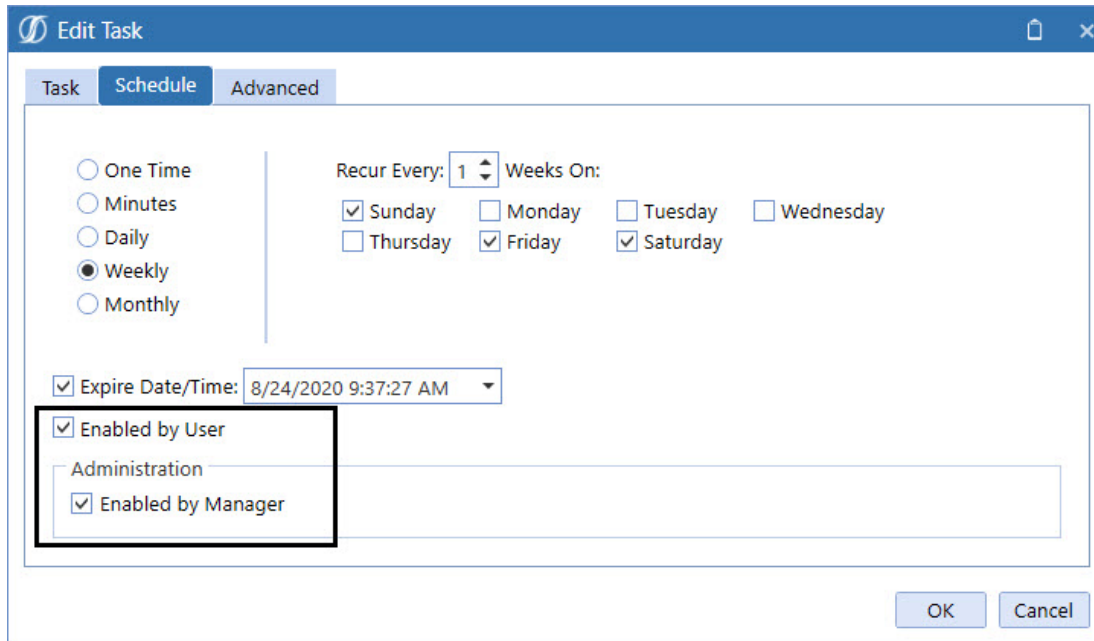 Edit Task
Task Schedule Advanced
One Time
Minutes
Daily
Weekly
Monthly
Recur Every: 1 Weeks On:
Sunday Monday Tuesday Wednesday
Thursday Friday Saturday
Expire Date/Time: 8/24/2020 9:37:27 AM
Enabled by User
Administration
Enabled by Manager
OK Cancel